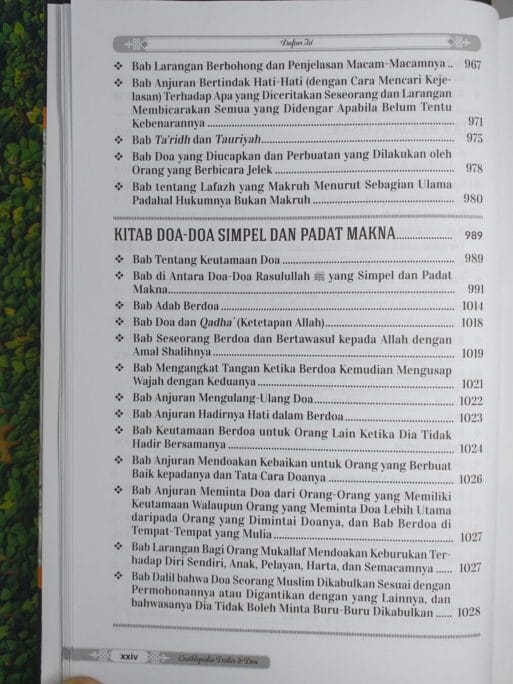 Daftar Isi
❖ Bab Larangan Berbohong dan Penjelasan Macam-Macamnya .. 967
❖ Bab Anjuran Bertindak Hati-Hati (dengan Cara Mencari Keje-
lasan) Terhadap Apa yang Diceritakan Seseorang dan Larangan
Membicarakan Semua yang Didengar Apabila Belum Tentu
Kebenarannya ........ 971
❖ Bab Ta'ridh dan Tauriyah........ 975
❖ Bab Doa yang Diucapkan dan Perbuatan yang Dilakukan oleh
Orang yang Berbicara Jelek ........ 978
❖ Bab tentang Lafazh yang Makruh Menurut Sebagian Ulama
Padahal Hukumnya Bukan Makruh ........ 980
KITAB DOA-DOA SIMPEL DAN PADAT MAKNA........ 989
❖ Bab Tentang Keutamaan Doa ........ 989
❖ Bab di Antara Doa-Doa Rasulullah ﷺ yang Simpel dan Padat
Makna........ 991
❖ Bab Adab Berdoa ........ 1014
❖ Bab Doa dan Qadha` (Ketetapan Allah)........ 1018
❖ Bab Seseorang Berdoa dan Bertawasul kepada Allah dengan
Amal Shalihnya ........ 1019
❖ Bab Mengangkat Tangan Ketika Berdoa Kemudian Mengusap
Wajah dengan Keduanya ........ 1021
❖ Bab Anjuran Mengulang-Ulang Doa........ 1022
❖ Bab Anjuran Hadirnya Hati dalam Berdoa........ 1023
❖ Bab Keutamaan Berdoa untuk Orang Lain Ketika Dia Tidak
Hadir Bersamanya ........ 1024
❖ Bab Anjuran Mendoakan Kebaikan untuk Orang yang Berbuat
Baik kepadanya dan Tata Cara Doanya ........ 1026
❖ Bab Anjuran Meminta Doa dari Orang-Orang yang Memiliki
Keutamaan Walaupun Orang yang Meminta Doa Lebih Utama
daripada Orang yang Dimintai Doanya, dan Bab Berdoa di
Tempat-Tempat yang Mulia ........ 1027
❖ Bab Larangan Bagi Orang Mukallaf Mendoakan Keburukan Ter-
hadap Diri Sendiri, Anak, Pelayan, Harta, dan Semacamnya ...... 1027
❖ Bab Dalil bahwa Doa Seorang Muslim Dikabulkan Sesuai dengan
Permohonannya atau Digantikan dengan yang Lainnya, dan
bahwasanya Dia Tidak Boleh Minta Buru-Buru Dikabulkan ...... 1028
xxiv Ensiklopedia Dzikir & Doa